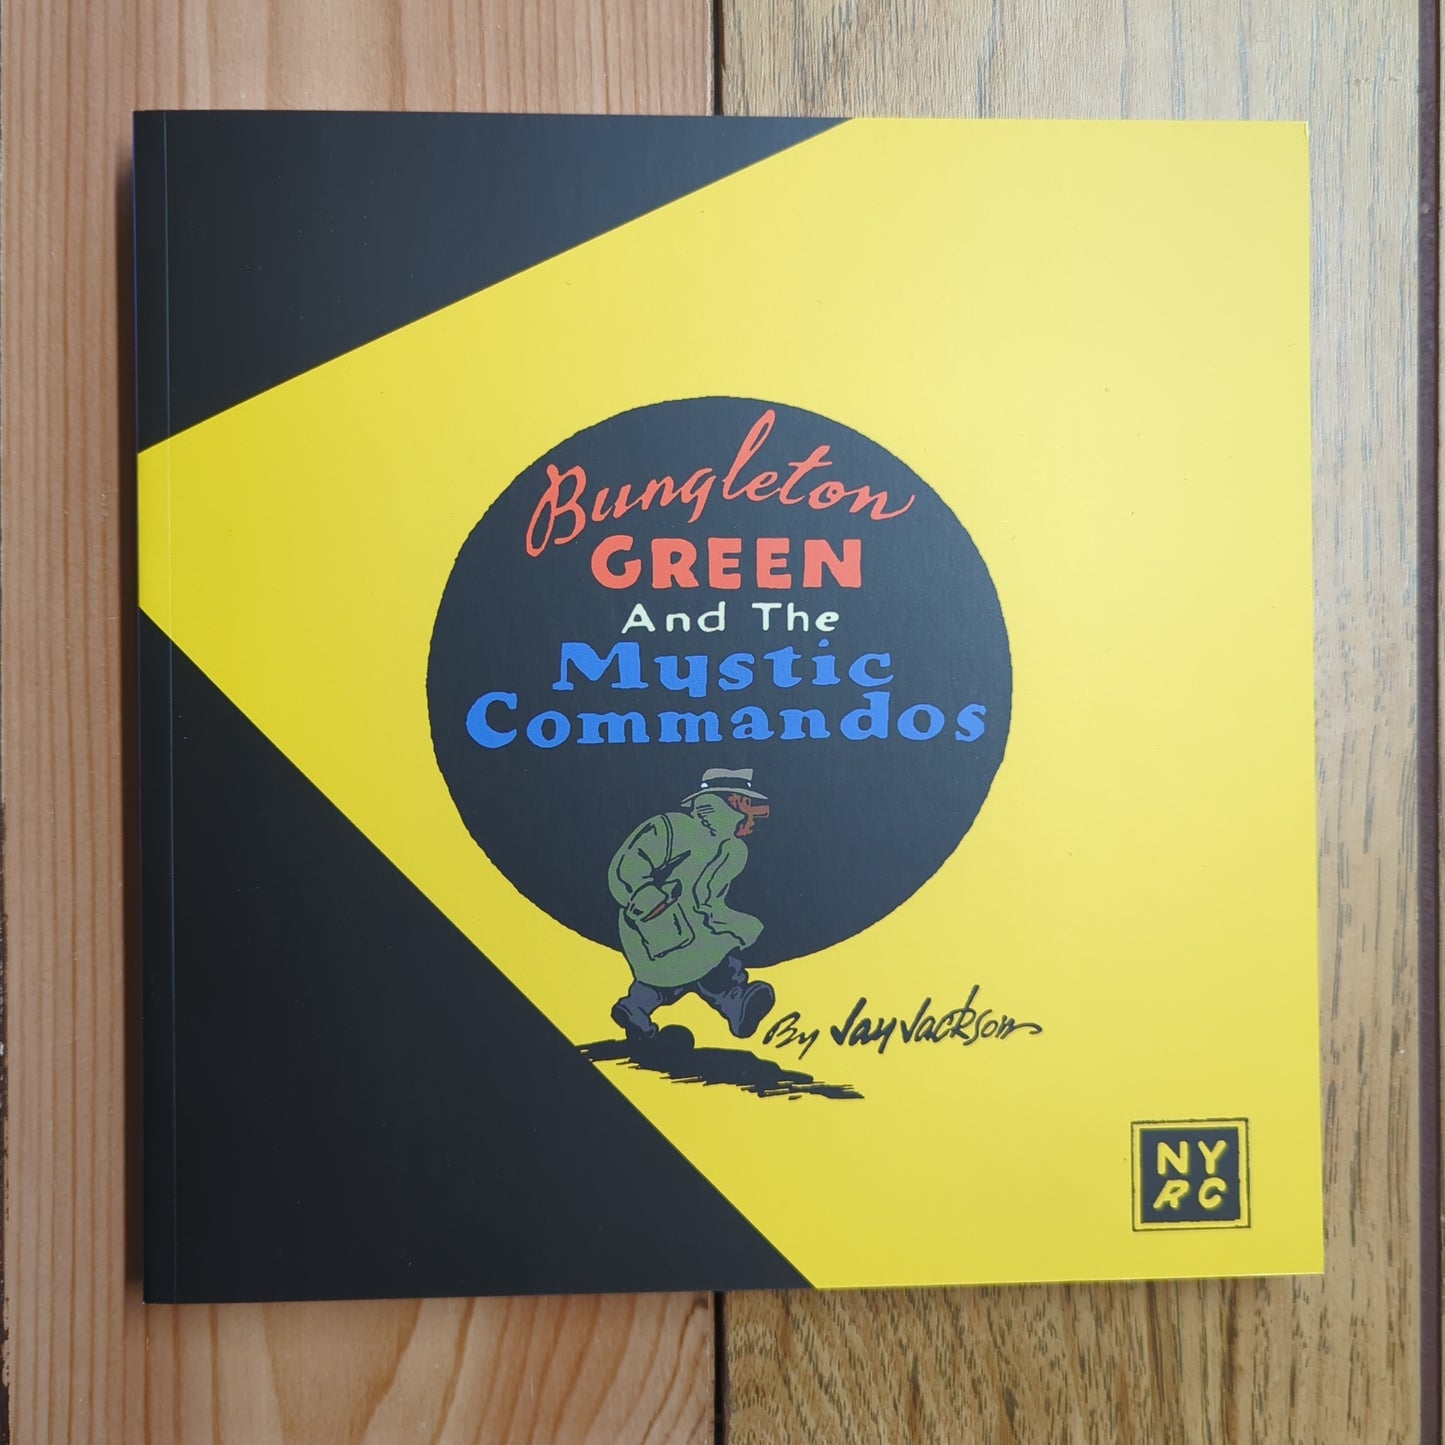 Bungleton
GREEN
And The
Mystic
Commandos
By Jay Jackson
NY
RC